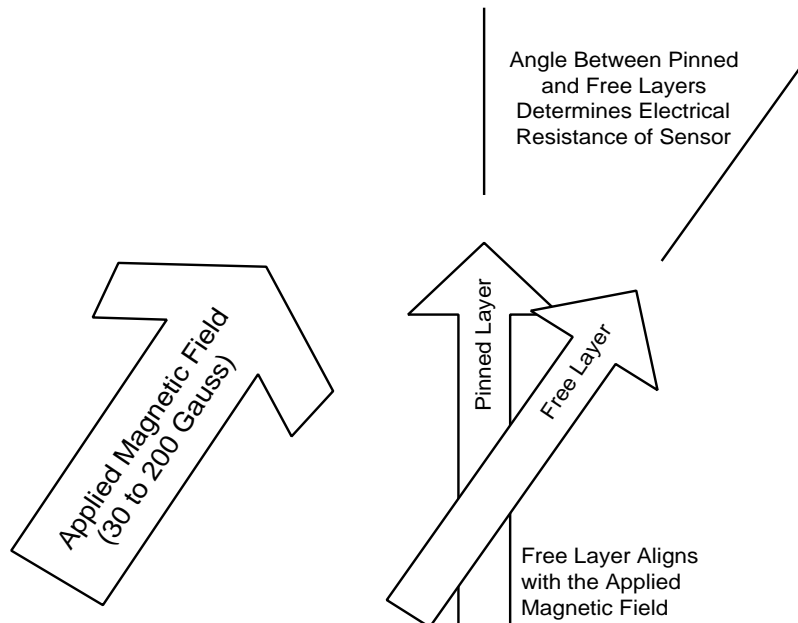 Angle Between Pinned
and Free Layers
Determines Electrical
Resistance of Sensor
Applied Magnetic Field
(30 to 200 Gauss)
Pinned Layer
Free Layer
Free Layer Aligns
with the Applied
Magnetic Field